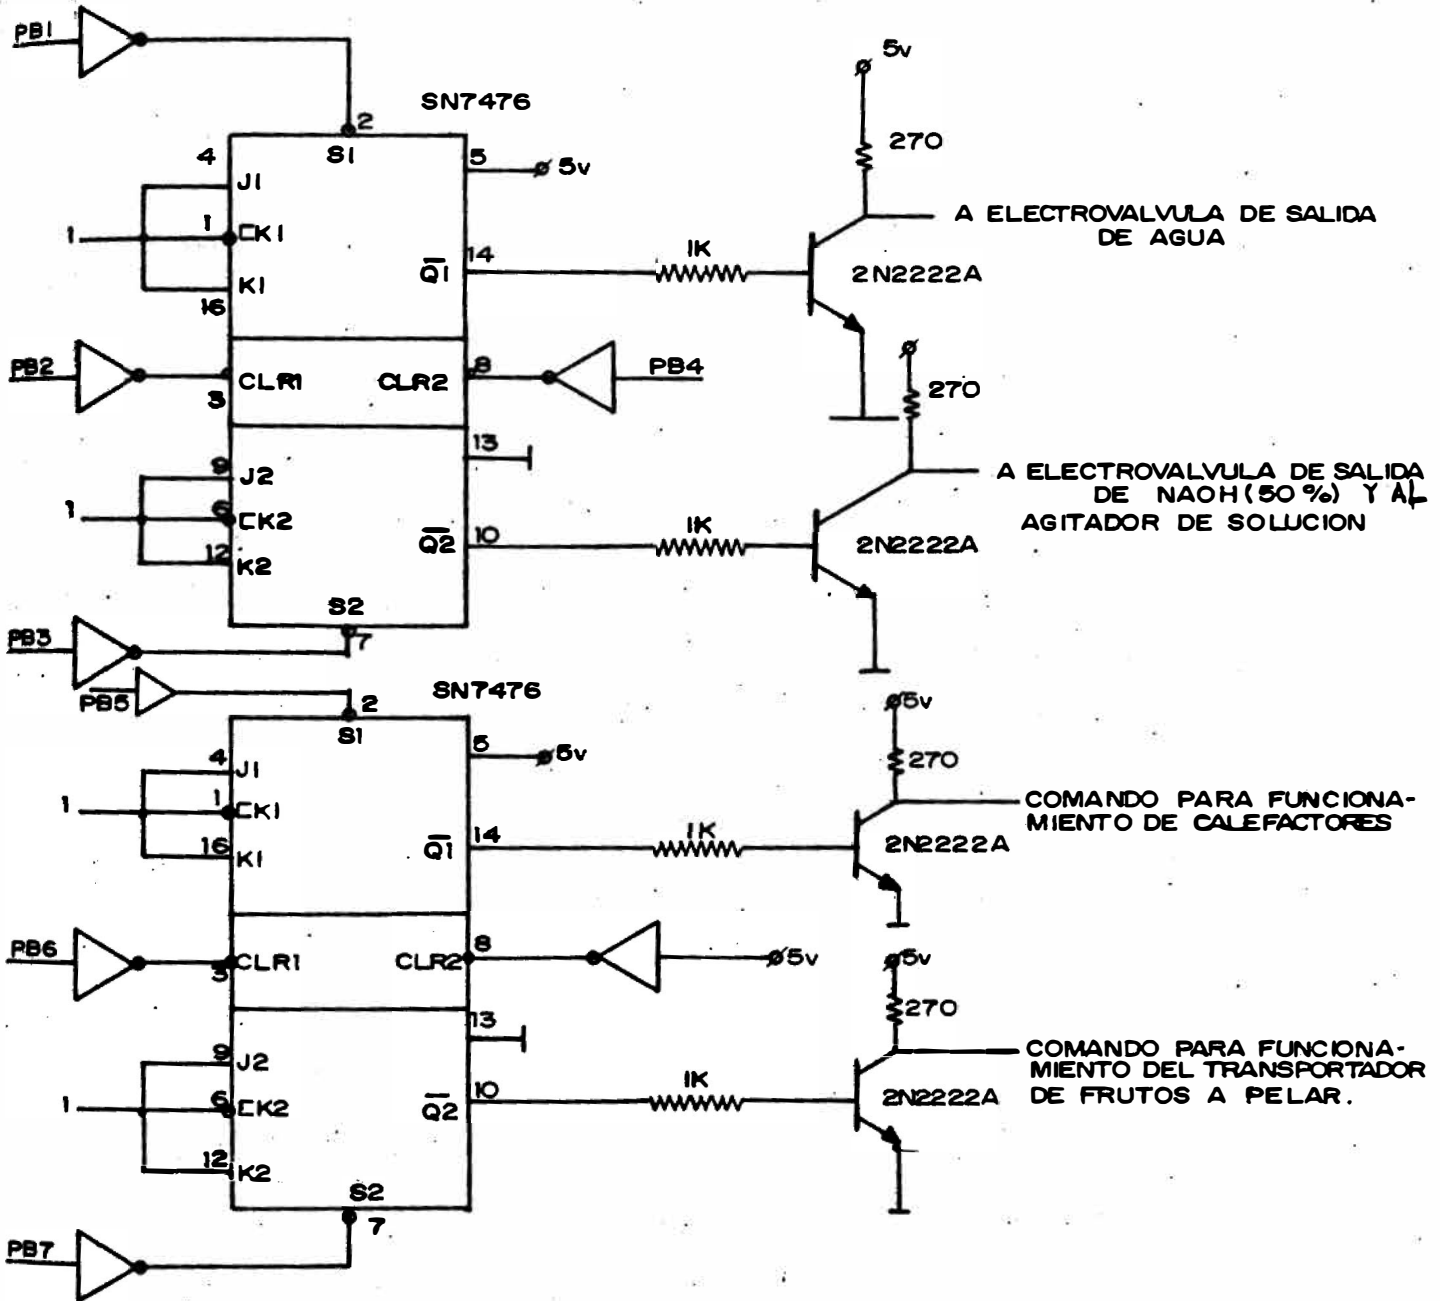 PB1
2
SN7476
S1
4
J1
1
1
CK1
K1
16
5
5v
14
Q1
1K
5v
270
2N2222A
A ELECTROVALVULA DE SALIDA
DE AGUA
PB2
CLR1
3
CLR2
8
PB4
9
J2
1
6
CK2
12
K2
13
Q2
10
1K
270
2N2222A
A ELECTROVALVULA DE SALIDA
DE NAOH (50 %) Y AL
AGITADOR DE SOLUCION
S2
7
PB3
PB5
2
SN7476
S1
4
J1
1
1
CK1
16
K1
5
5v
14
Q1
1K
5v
270
2N2222A
COMANDO PARA FUNCIONA-
MIENTO DE CALEFACTORES
PB6
3
CLR1
CLR2
8
5v
9
J2
1
6
CK2
12
K2
13
10
Q2
1K
5v
270
2N2222A
COMANDO PARA FUNCIONA-
MIENTO DEL TRANSPORTADOR
DE FRUTOS A PELAR.
S2
7
PB7